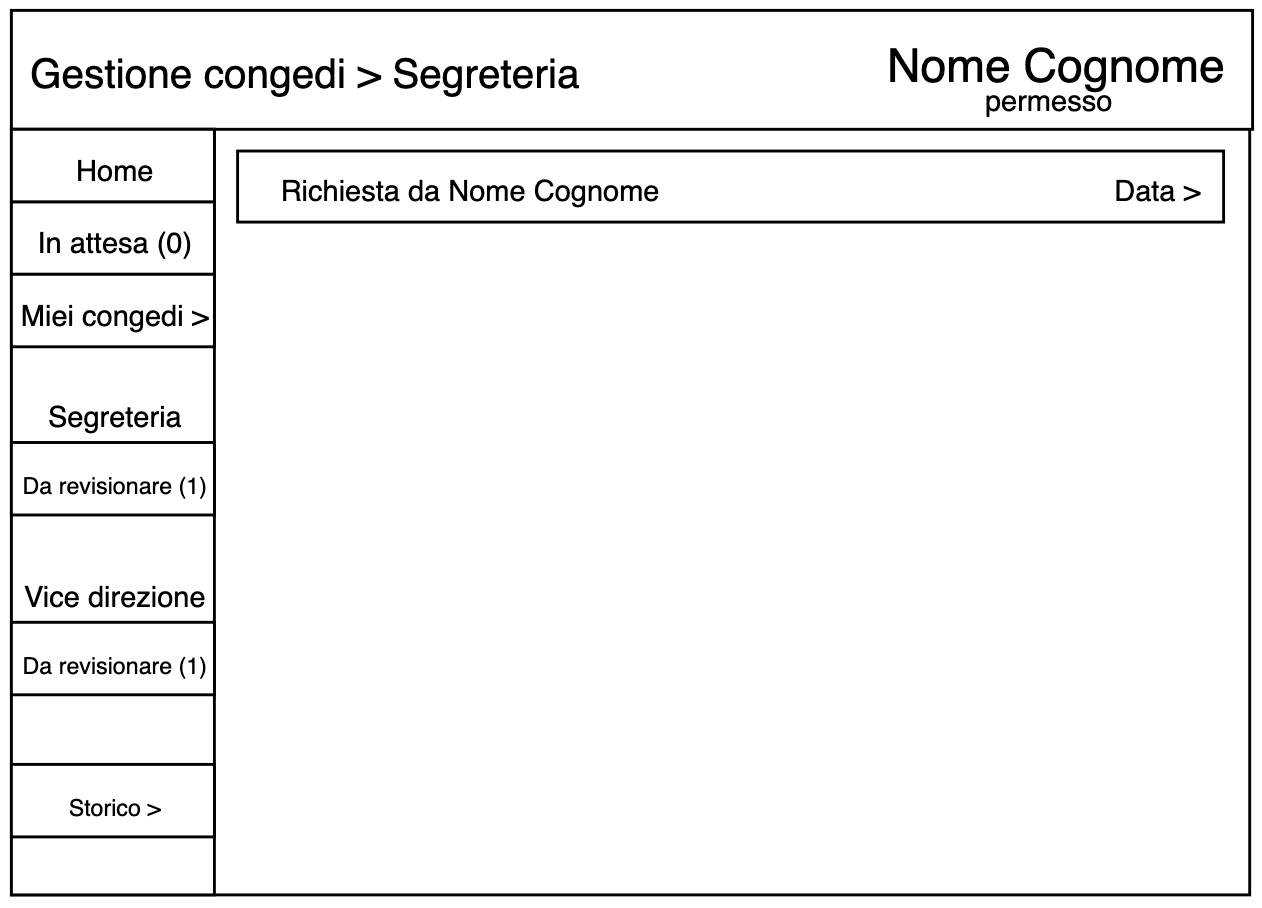 Gestione congedi > Segreteria
Nome Cognome
permesso
Home
In attesa (0)
Miei congedi >
Segreteria
Da revisionare (1)
Vice direzione
Da revisionare (1)
Storico >
Richiesta da Nome Cognome
Data >